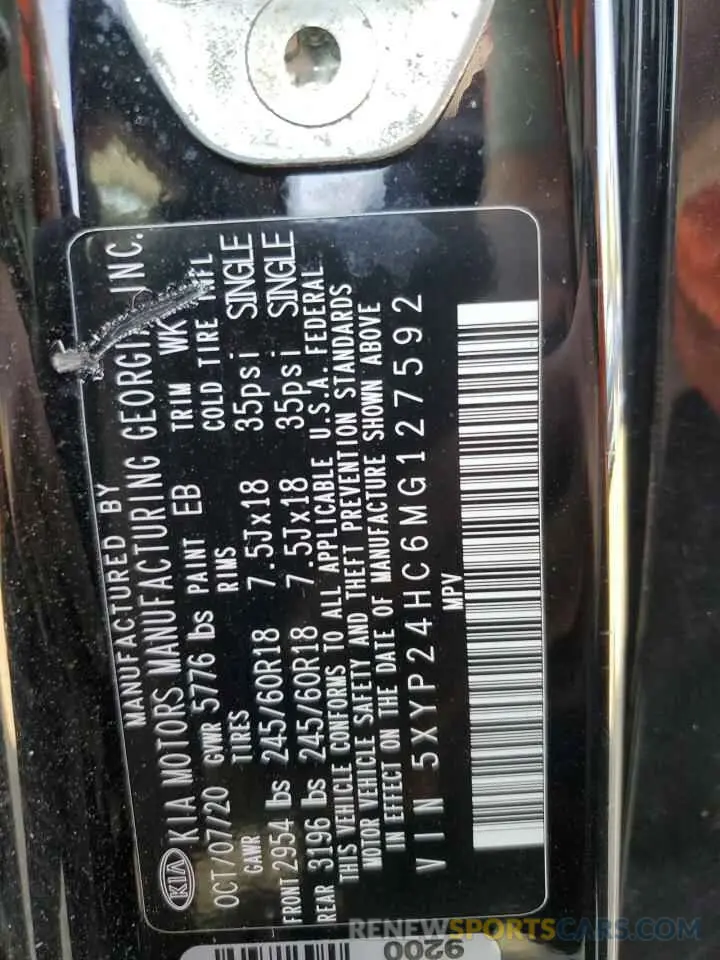 MANUFACTURED BY
KIA KIA MOTORS MANUFACTURING GEORGIA, INC.
OCT/07/20 GVWR 5776 lbs PAINT EB TRIM WK
GAWR TIRES RIMS COLD TIRE INFL
FRONT 2954 lbs 245/60R18 7.5Jx18 35psi SINGLE
REAR 3196 lbs 245/60R18 7.5Jx18 35psi SINGLE
THIS VEHICLE CONFORMS TO ALL APPLICABLE U.S.A. FEDERAL
MOTOR VEHICLE SAFETY AND THEFT PREVENTION STANDARDS
IN EFFECT ON THE DATE OF MANUFACTURE SHOWN ABOVE
VIN 5XYP24HC6MG127592
MPV
9200
RENEWSPORTSCARS.COM